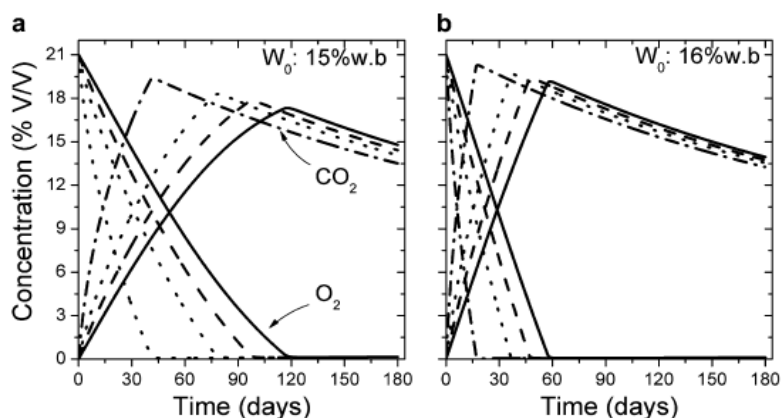 a
b
W0: 15%w.b
W0: 16%w.b
Concentration (% V/V)
21
18
15
12
9
6
3
0
CO2
O2
0 30 60 90 120 150 180
0 30 60 90 120 150 180
Time (days)
Time (days)